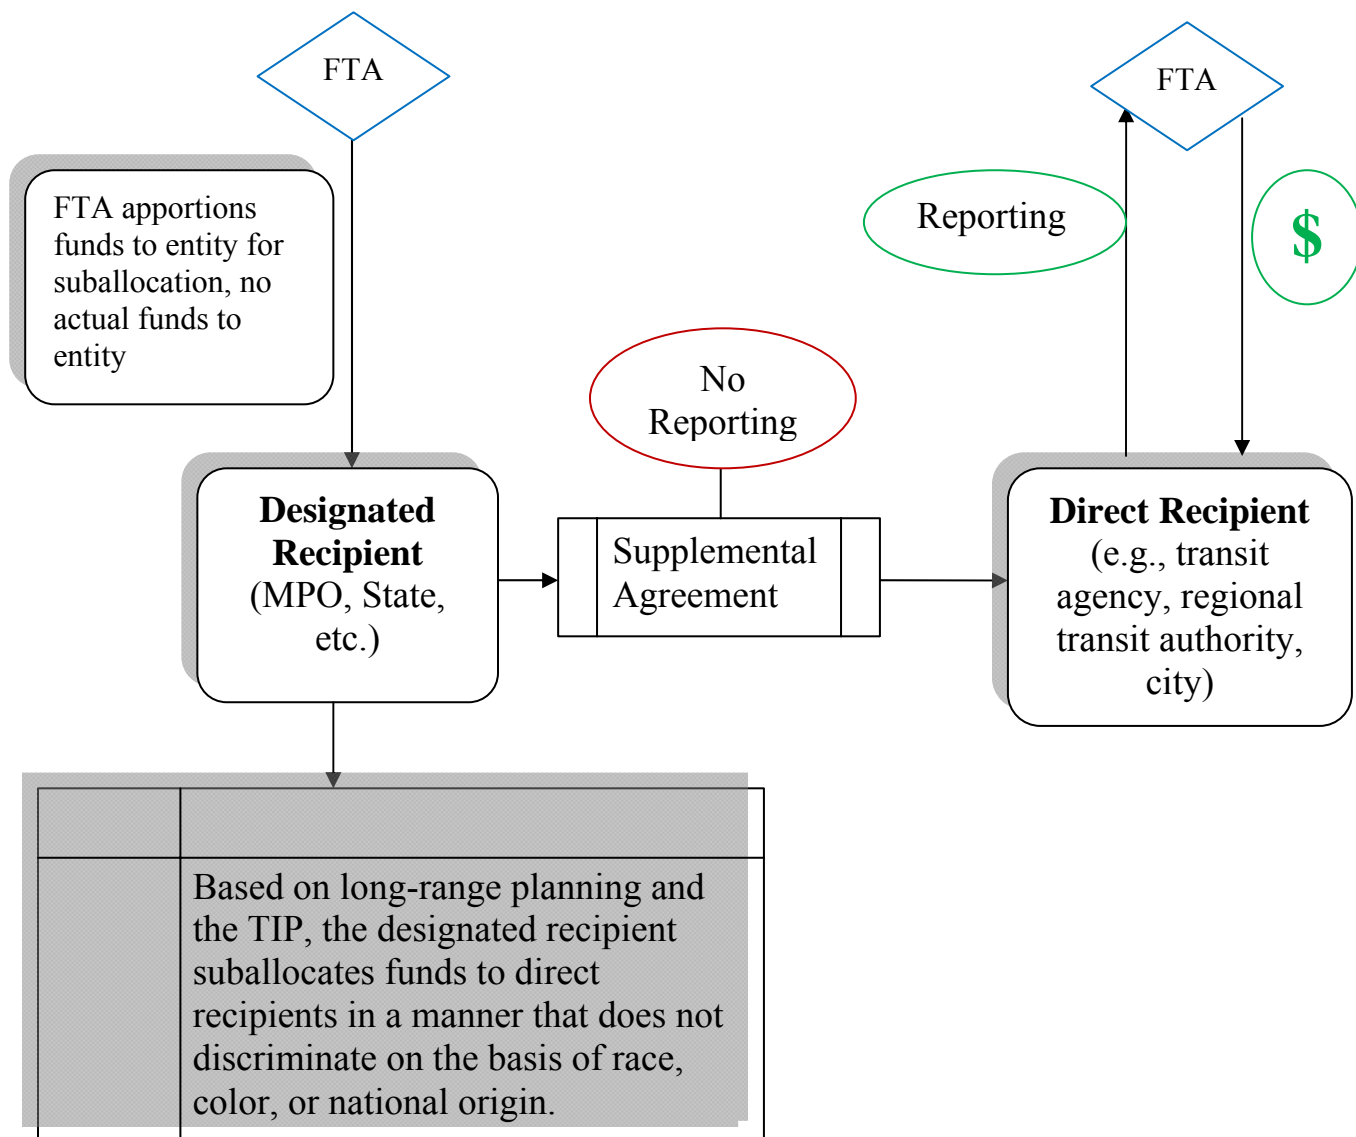 FTA
FTA
FTA apportions
funds to entity for
suballocation, no
actual funds to
entity
Reporting
$
No
Reporting
Designated
Recipient
(MPO, State,
etc.)
Supplemental
Agreement
Direct Recipient
(e.g., transit
agency, regional
transit authority,
city)
Based on long-range planning and
the TIP, the designated recipient
suballocates funds to direct
recipients in a manner that does not
discriminate on the basis of race,
color, or national origin.